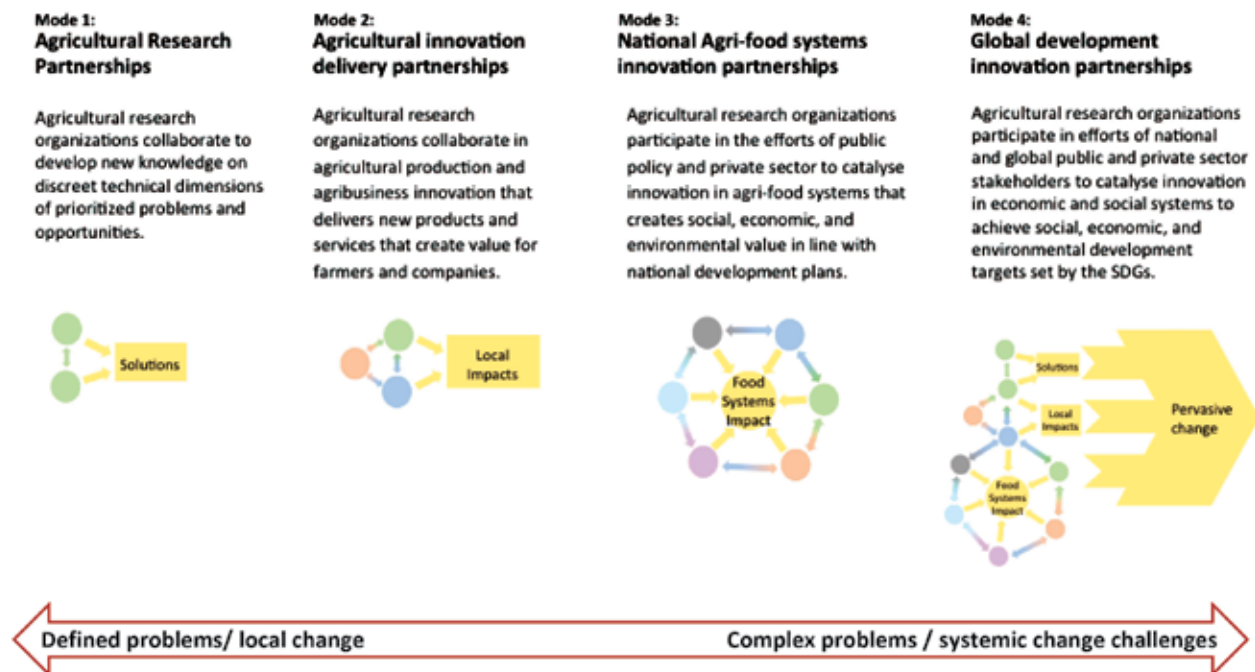 Mode 1:
Agricultural Research
Partnerships
Agricultural research
organizations collaborate to
develop new knowledge on
discreet technical dimensions
of prioritized problems and
opportunities.
Solutions
Mode 2:
Agricultural innovation
delivery partnerships
Agricultural research
organizations collaborate in
agricultural production and
agribusiness innovation that
delivers new products and
services that create value for
farmers and companies.
Local
Impacts
Mode 3:
National Agri-food systems
innovation partnerships
Agricultural research organizations
participate in the efforts of public
policy and private sector to catalyse
innovation in agri-food systems that
creates social, economic, and
environmental value in line with
national development plans.
Food
Systems
Impact
Mode 4:
Global development
innovation partnerships
Agricultural research organizations
participate in efforts of national
and global public and private sector
stakeholders to catalyse innovation
in economic and social systems to
achieve social, economic, and
environmental development
targets set by the SDGs.
Solutions
Local
Impacts
Food
Systems
Impact
Pervasive
change
Defined problems/ local change
Complex problems / systemic change challenges